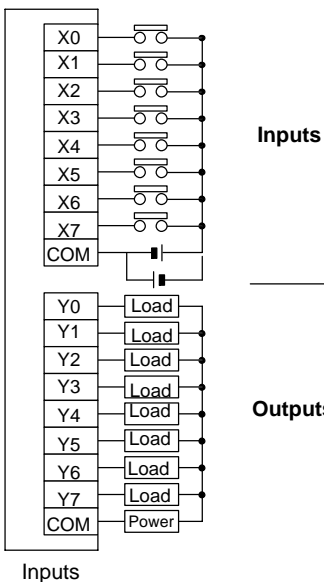 X0
X1
X2
X3
Inputs
X4
X5
X6
X7
COM
Y0 Load
Y1 Load
Y2 Load
Y3 Load
Y4 Load
Outputs
Y5 Load
Y6 Load
Y7 Load
COM Power
Inputs